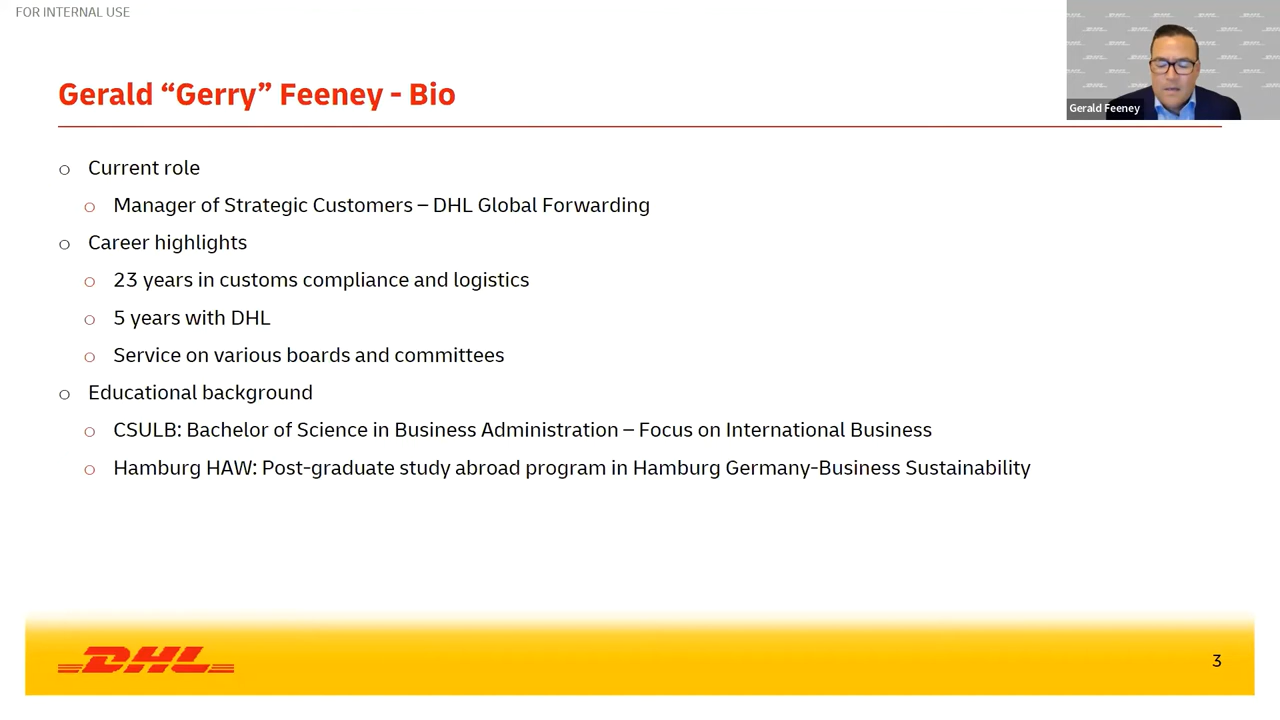 FOR INTERNAL USE
Gerald “Gerry” Feeney - Bio
Gerald Feeney
o Current role
o Manager of Strategic Customers – DHL Global Forwarding
o Career highlights
o 23 years in customs compliance and logistics
o 5 years with DHL
o Service on various boards and committees
o Educational background
o CSULB: Bachelor of Science in Business Administration – Focus on International Business
o Hamburg HAW: Post-graduate study abroad program in Hamburg Germany-Business Sustainability
DHL
3